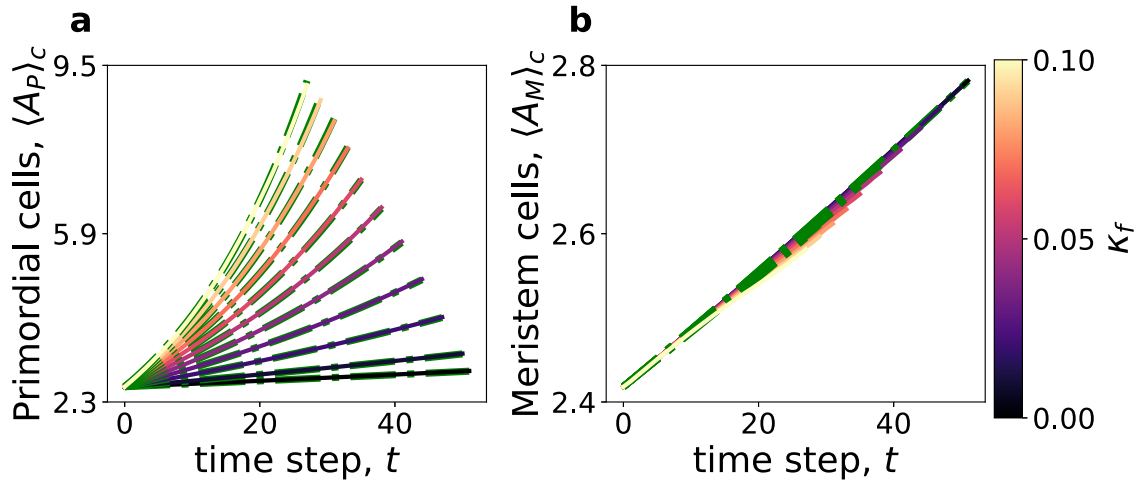 a
b
Primordial cells, ⟨A_P⟩_c
9.5
5.9
2.3
0
20
40
time step, t
Meristem cells, ⟨A_M⟩_c
2.8
2.6
2.4
0
20
40
time step, t
0.10
0.05
0.00
K_f